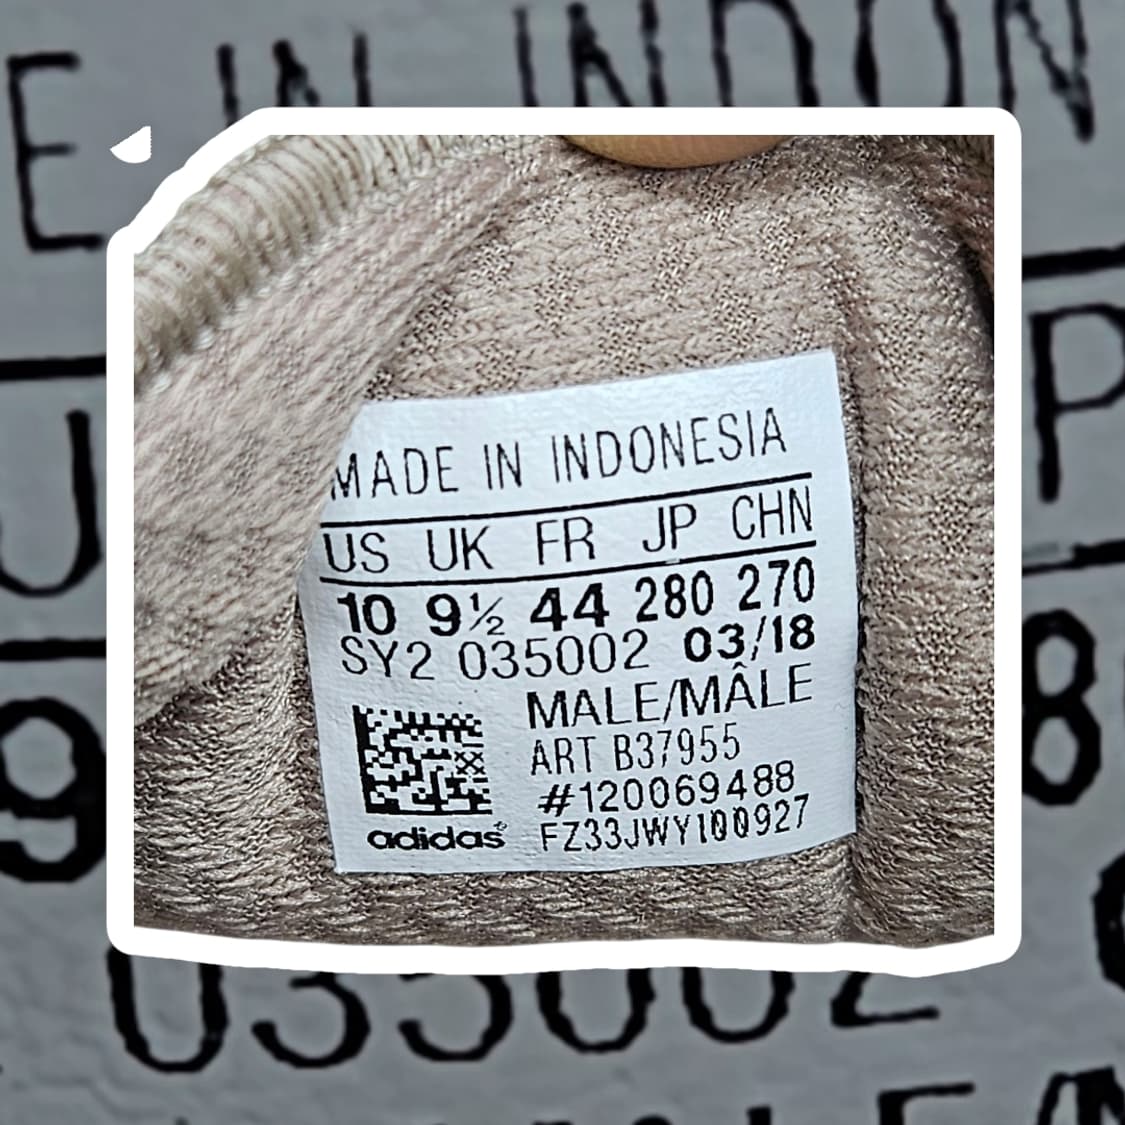 MADE IN INDONESIA
US UK FR JP CHN
10 9½ 44 280 270
SY2 035002 03/18
MALE/MÂLE
ART B37955
#120069488
FZ33JWY100927
adidas